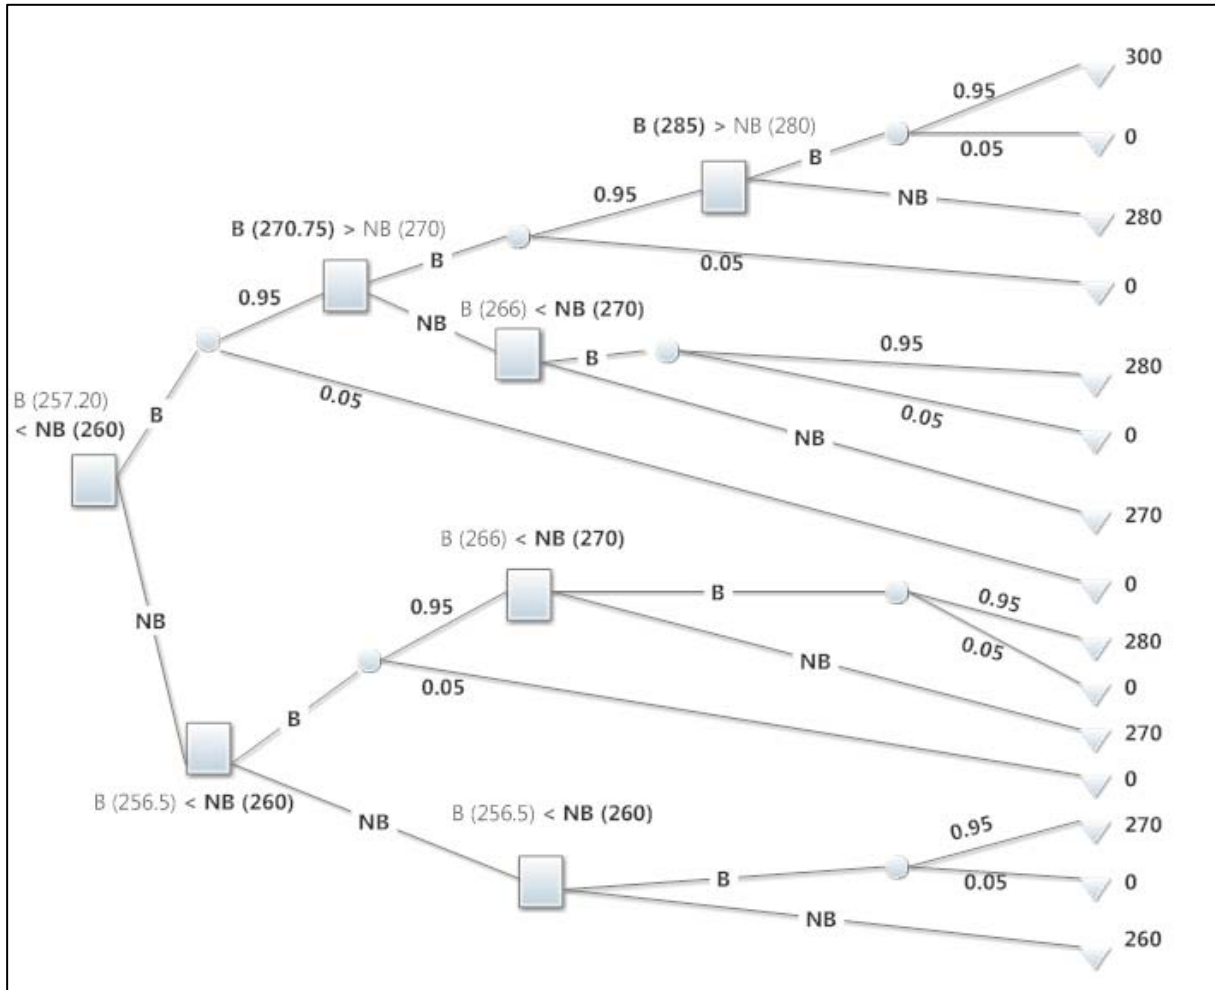 300
0.95
B (285) > NB (280)
0
B
0.05
0.95
NB
280
B (270.75) > NB (270)
B
0.05
0
0.95
B (266) < NB (270)
NB
0.95
B
280
0.05
B (257.20)
< NB (260)
B
0.05
0
NB
270
B (266) < NB (270)
0
0.95
B
0.95
NB
0.05
280
NB
0.05
0
B
270
0
B (256.5) < NB (260)
B (256.5) < NB (260)
NB
0.95
270
B
0.05
0
NB
260